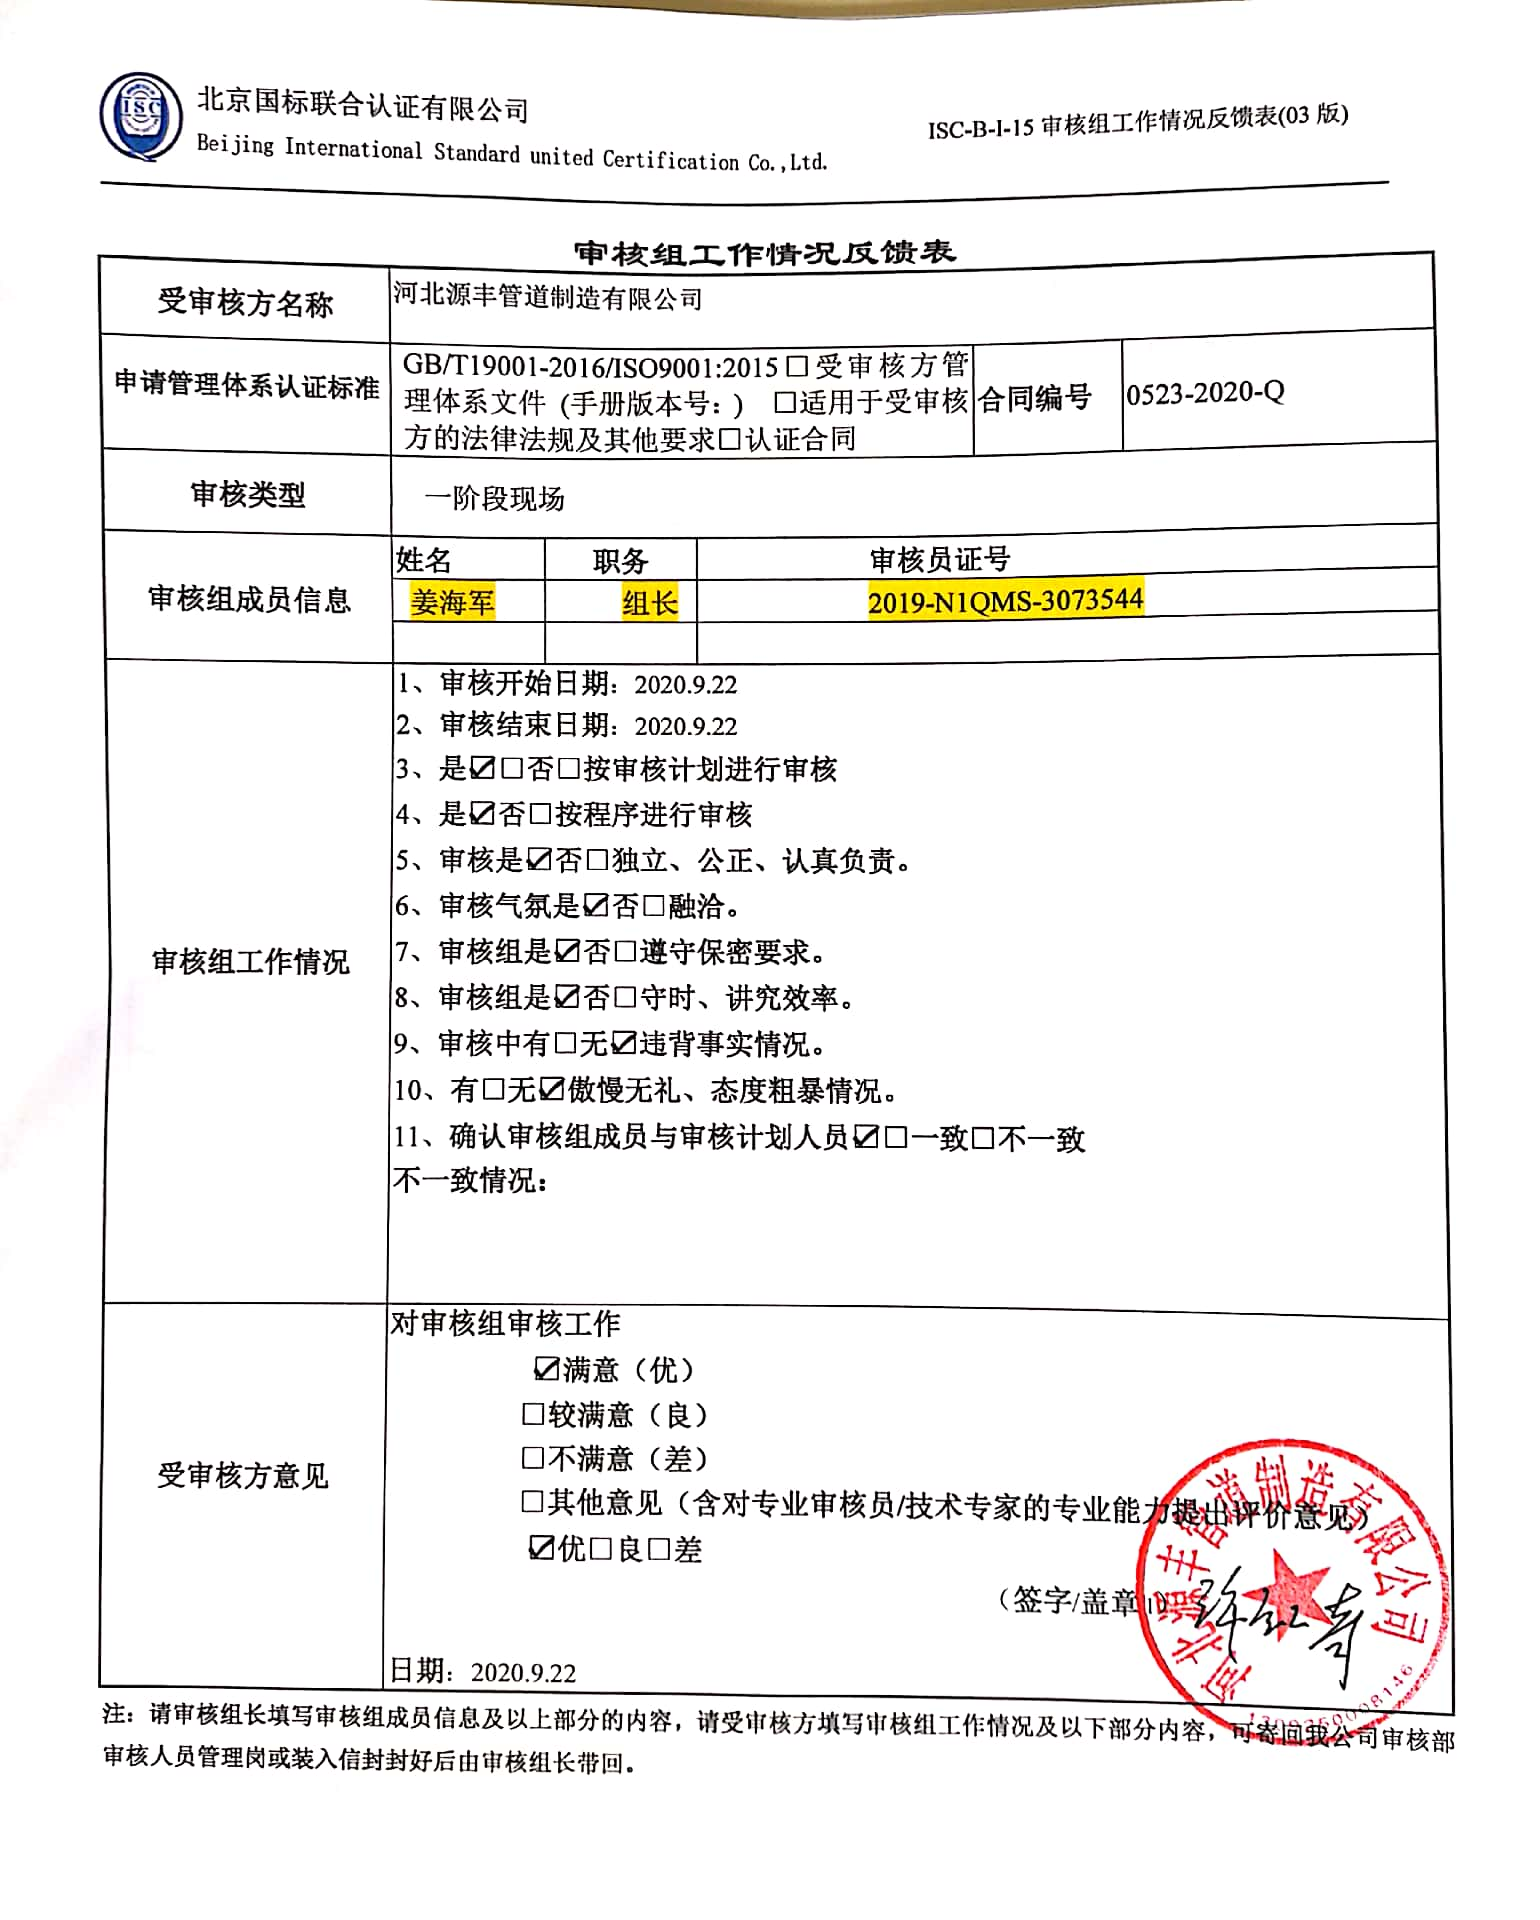 ISC
北京国标联合认证有限公司
Beijing International Standard united Certification Co.,Ltd.
ISC-B-I-15 审核组工作情况反馈表(03 版)
审核组工作情况反馈表
受审核方名称
河北源丰管道制造有限公司
申请管理体系认证标准
GB/T19001-2016/ISO9001:2015 □ 受审核方管
理体系文件 (手册版本号：) □适用于受审核
方的法律法规及其他要求□认证合同
合同编号
0523-2020-Q
审核类型
一阶段现场
审核组成员信息
姓名 职务 审核员证号
姜海军 组长 2019-N1QMS-3073544
审核组工作情况
1、审核开始日期：2020.9.22
2、审核结束日期：2020.9.22
3、是☑□否□按审核计划进行审核
4、是☑否□按程序进行审核
5、审核是☑否□独立、公正、认真负责。
6、审核气氛是☑否□融洽。
7、审核组是☑否□遵守保密要求。
8、审核组是☑否□守时、讲究效率。
9、审核中有□无☑违背事实情况。
10、有□无☑傲慢无礼、态度粗暴情况。
11、确认审核组成员与审核计划人员☑□一致□不一致
不一致情况：
受审核方意见
对审核组审核工作
☑满意（优）
□较满意（良）
□不满意（差）
□其他意见（含对专业审核员/技术专家的专业能力提出评价意见）
☑优□良□差
（签字/盖章）
河北源丰管道制造有限公司
日期：2020.9.22
注：请审核组长填写审核组成员信息及以上部分的内容，请受审核方填写审核组工作情况及以下部分内容，可寄回我公司审核部
审核人员管理岗或装入信封封好后由审核组长带回。